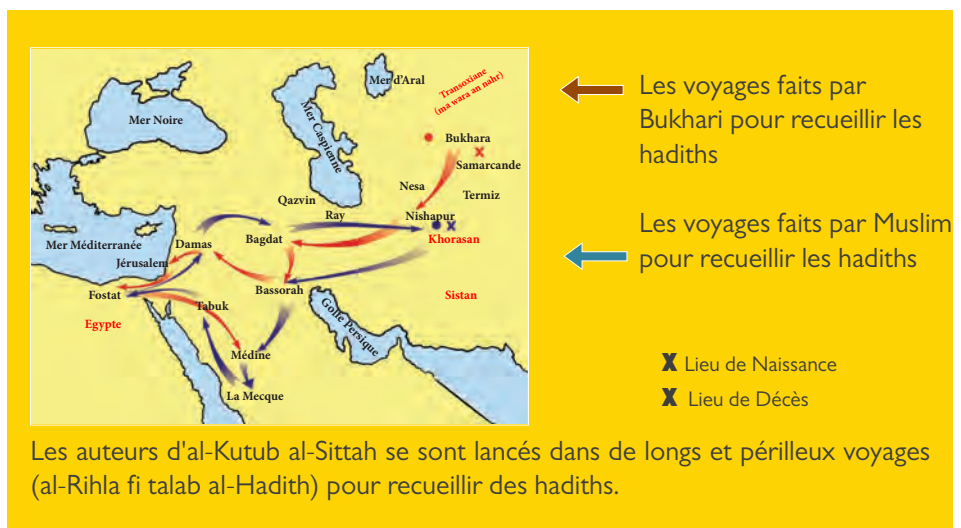 Mer d'Aral
Transoxiane
(ma wara an nahr)
Mer Noire
Mer Caspienne
Bukhara
Samarcande
Nesa
Termiz
Qazvin
Ray
Nishapur
Mer Méditerranée
Damas
Bagdat
Khorasan
Jérusalem
Fostat
Bassorah
Sistan
Tabuk
Egypte
Golfe Persique
Médine
La Mecque
Les voyages faits par
Bukhari pour recueillir les
hadiths
Les voyages faits par Muslim
pour recueillir les hadiths
X Lieu de Naissance
X Lieu de Décès
Les auteurs d'al-Kutub al-Sittah se sont lancés dans de longs et périlleux voyages
(al-Rihla fi talab al-Hadith) pour recueillir des hadiths.